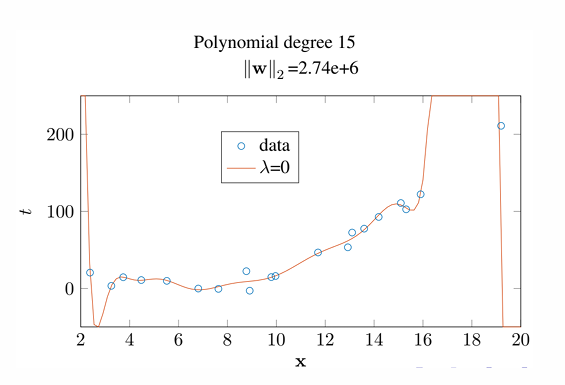 Polynomial degree 15
‖w‖₂ =2.74e+6
200
100
0
t
data
λ=0
2 4 6 8 10 12 14 16 18 20
x